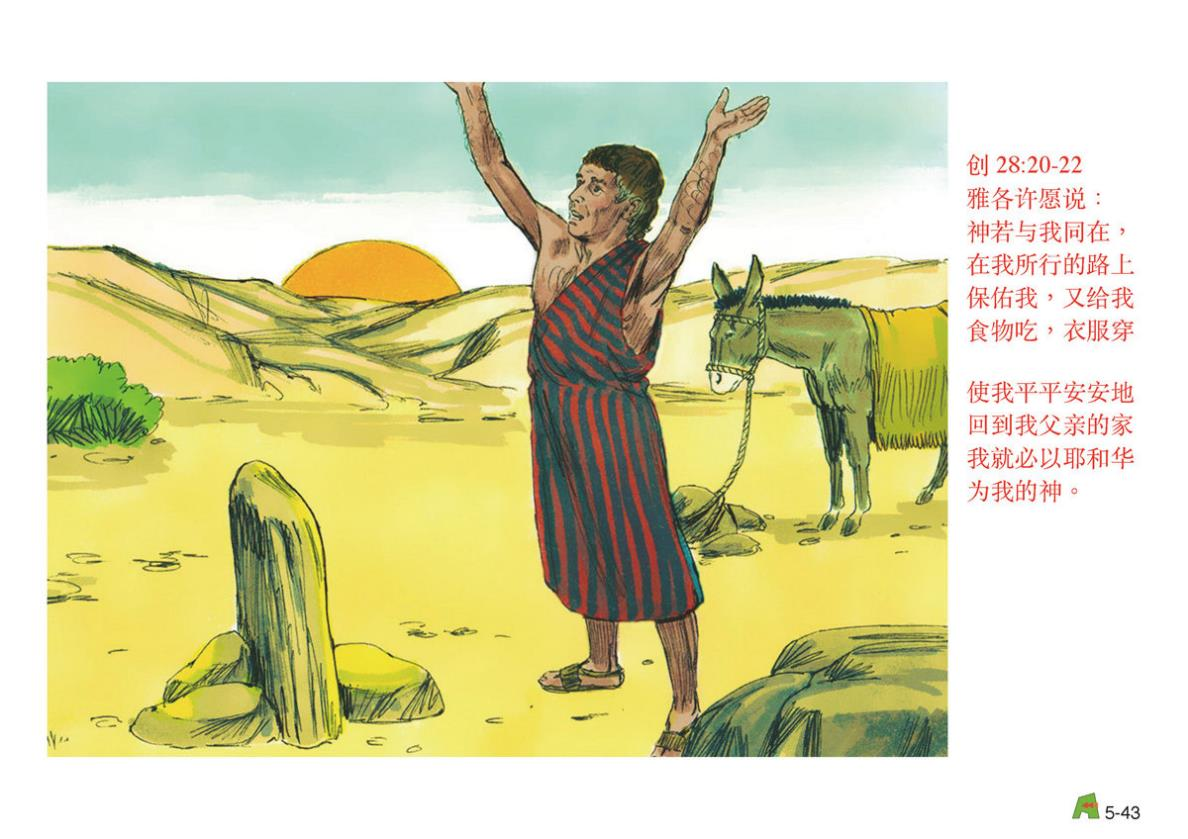 创 28:20-22
雅各许愿说：
神若与我同在，
在我所行的路上
保佑我，又给我
食物吃，衣服穿
使我平平安安地
回到我父亲的家
我就必以耶和华
为我的神。
5-43